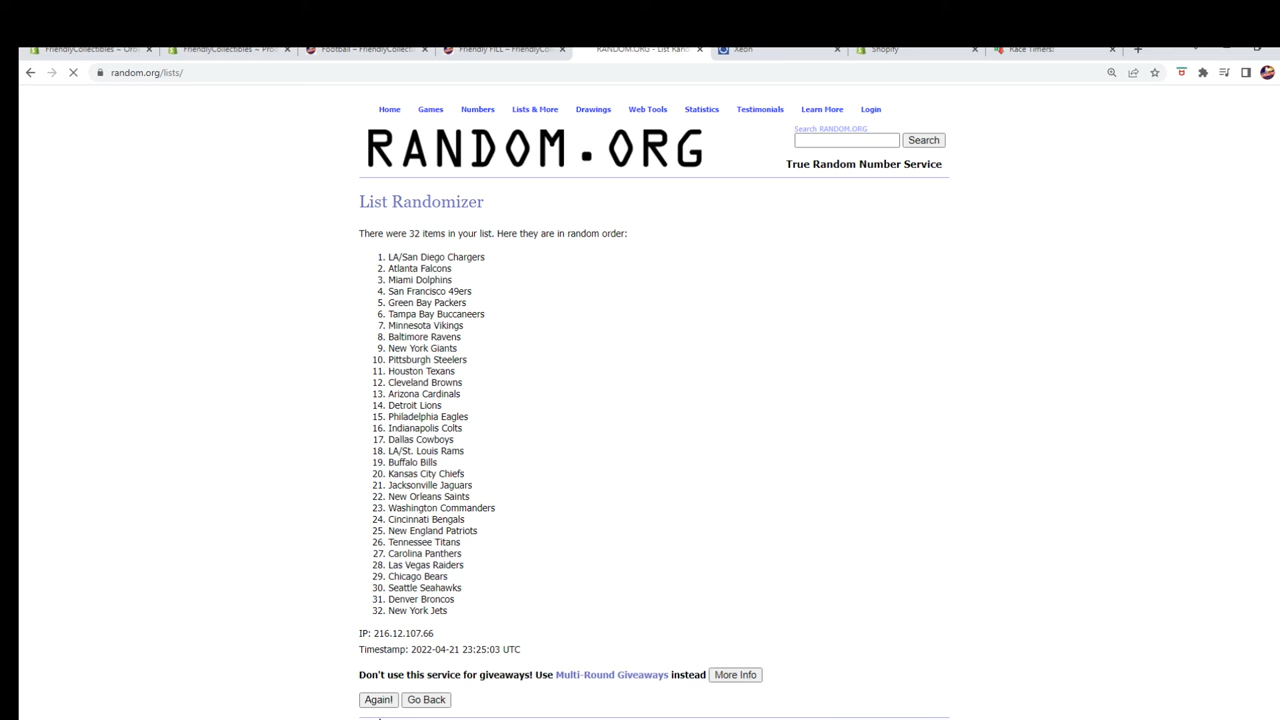 FriendlyCollectibles ~ Ord
FriendlyCollectibles ~ Proc
Football – FriendlyCollecti
Friendly FILL – FriendlyCo
RANDOM.ORG - List Rand
Xeon
Shopify
Race Timers!
random.org/lists/
Home Games Numbers Lists & More Drawings Web Tools Statistics Testimonials Learn More Login
RANDOM.ORG
Search RANDOM.ORG
Search
True Random Number Service
List Randomizer
There were 32 items in your list. Here they are in random order:
1. LA/San Diego Chargers
2. Atlanta Falcons
3. Miami Dolphins
4. San Francisco 49ers
5. Green Bay Packers
6. Tampa Bay Buccaneers
7. Minnesota Vikings
8. Baltimore Ravens
9. New York Giants
10. Pittsburgh Steelers
11. Houston Texans
12. Cleveland Browns
13. Arizona Cardinals
14. Detroit Lions
15. Philadelphia Eagles
16. Indianapolis Colts
17. Dallas Cowboys
18. LA/St. Louis Rams
19. Buffalo Bills
20. Kansas City Chiefs
21. Jacksonville Jaguars
22. New Orleans Saints
23. Washington Commanders
24. Cincinnati Bengals
25. New England Patriots
26. Tennessee Titans
27. Carolina Panthers
28. Las Vegas Raiders
29. Chicago Bears
30. Seattle Seahawks
31. Denver Broncos
32. New York Jets
IP: 216.12.107.66
Timestamp: 2022-04-21 23:25:03 UTC
Don't use this service for giveaways! Use Multi-Round Giveaways instead More Info
Again! Go Back